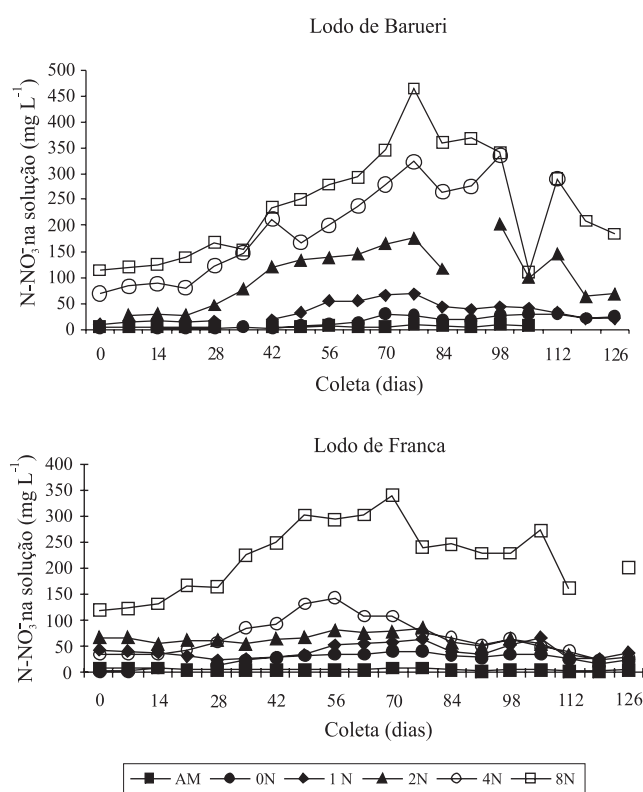 Lodo de Barueri
N-NO₃⁻ na solução (mg L⁻¹)
500
450
400
350
300
250
200
150
100
50
0
0 14 28 42 56 70 84 98 112 126
Coleta (dias)
Lodo de Franca
N-NO₃⁻ na solução (mg L⁻¹)
400
350
300
250
200
150
100
50
0
0 14 28 42 56 70 84 98 112 126
Coleta (dias)
AM 0N 1 N 2N 4N 8N